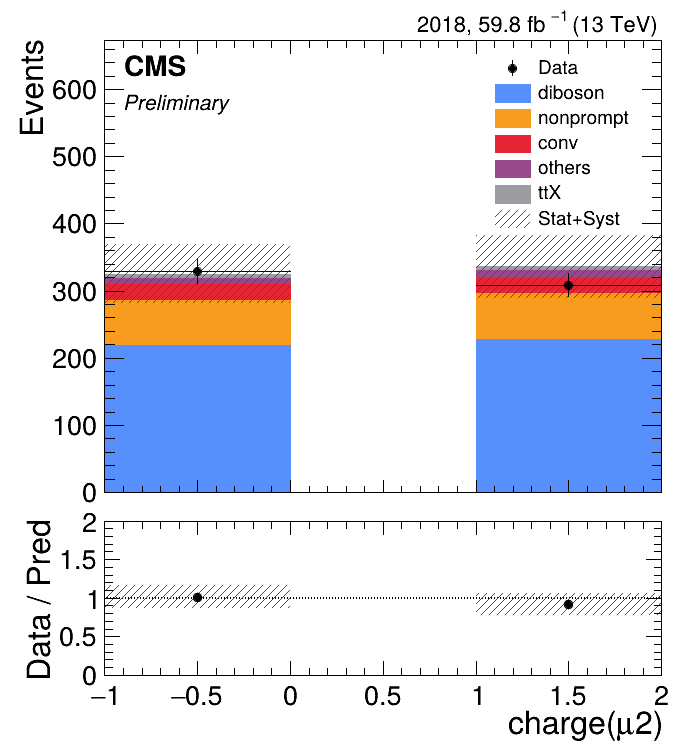 2018, 59.8 fb⁻¹ (13 TeV)
CMS
Preliminary
Data
diboson
nonprompt
conv
others
ttX
Stat+Syst
Events
600
500
400
300
200
100
0
Data / Pred
2
1.5
1
0.5
0
−1 −0.5 0 0.5 1 1.5 2
charge(μ2)